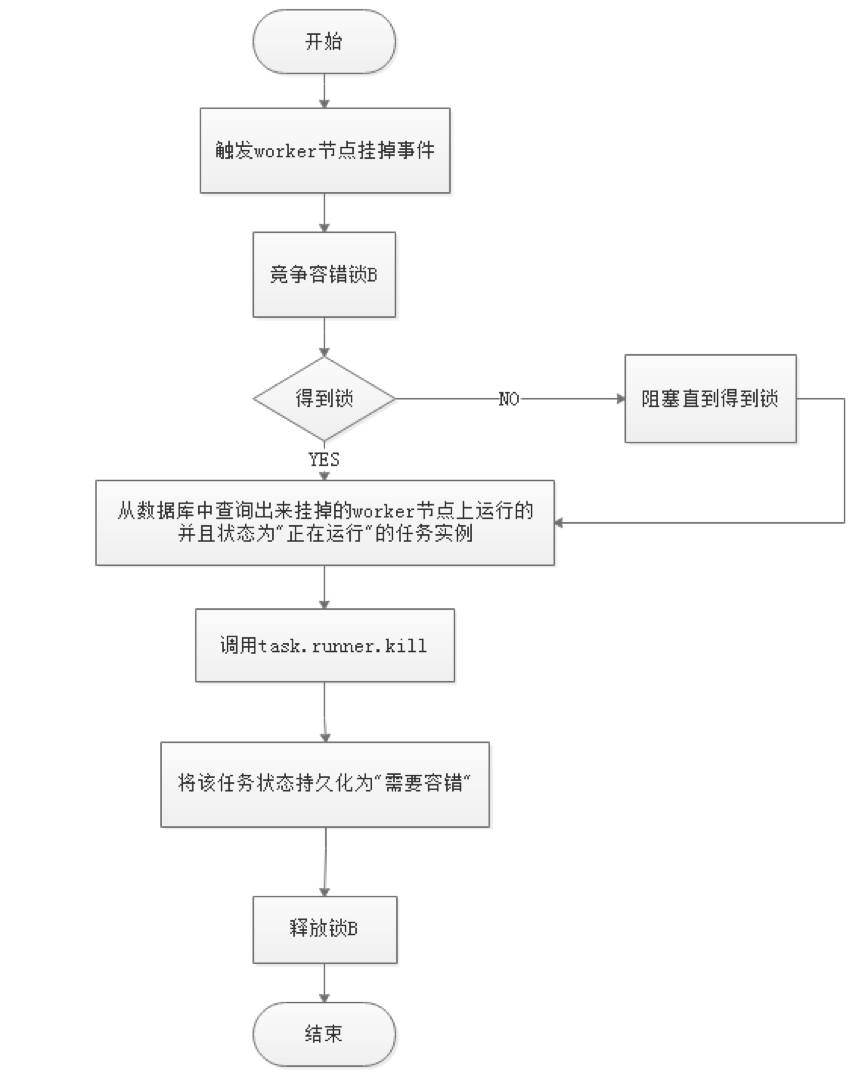 开始
触发worker节点挂掉事件
竟争容错锁B
得到锁
NO
阻塞直到得到锁
YES
从数据库中查询出来挂掉的worker节点上运行的
并且状态为"正在运行"的任务实例
调用task.runner.kill
将该任务状态持久化为"需要容错"
释放锁B
结束